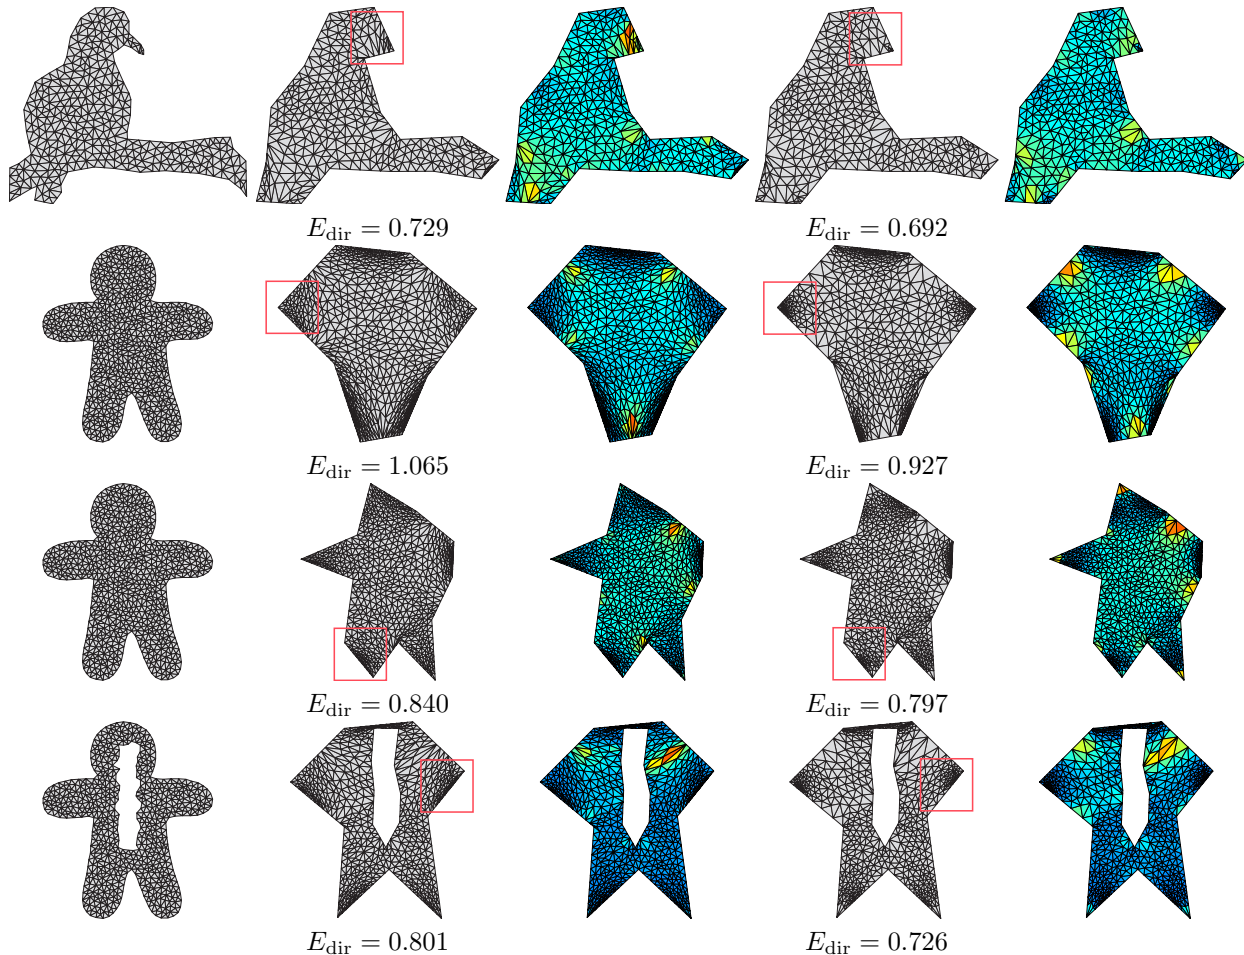 E_dir = 0.729 E_dir = 0.692
E_dir = 1.065 E_dir = 0.927
E_dir = 0.840 E_dir = 0.797
E_dir = 0.801 E_dir = 0.726